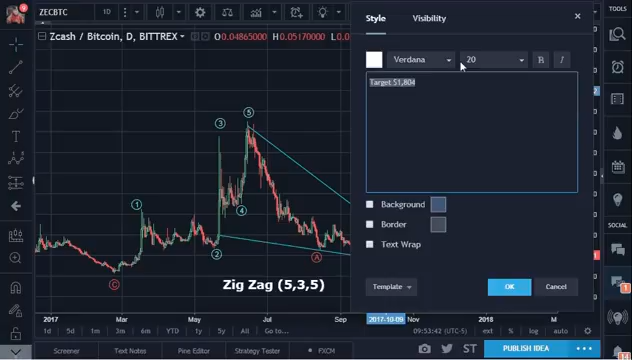 ZECBTC
1D
Style
Visibility
TOOLS
Zcash / Bitcoin, D, BITTREX
O 0.04865000
0.05170000
Verdana
20
B
I
Target 51,804
5
3
1
4
2
A
C
Background
Border
Text Wrap
SOCIAL
Zig Zag (5,3,5)
Template
OK
Cancel
1
2017
Mar
May
Jul
Sep
2017-10-09
Nov
2018
1d
5d
1m
3m
6m
YTD
1y
5y
All
Go to...
09:53:42 (UTC-5)
%
log
auto
Screener
Text Notes
Pine Editor
Strategy Tester
FXCM
ST
PUBLISH IDEA
14